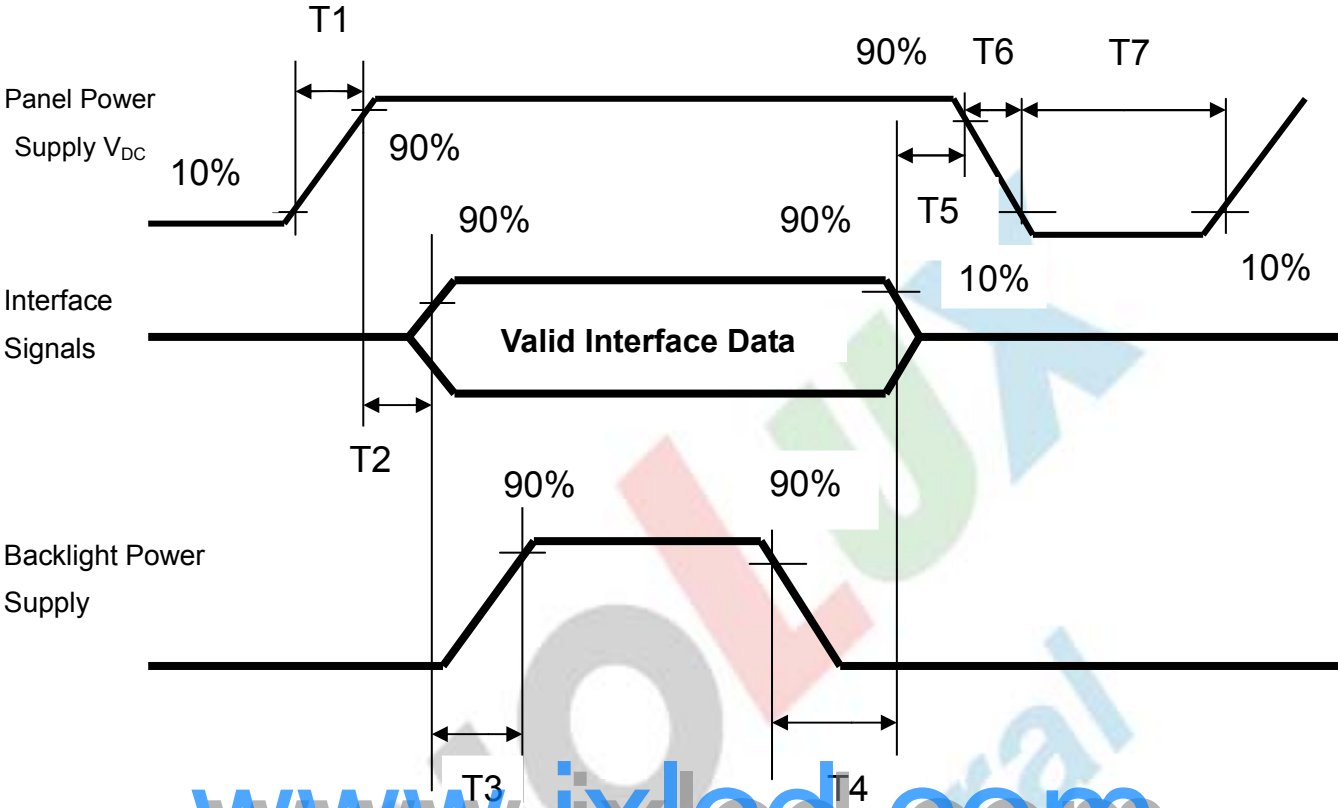 T1
90% T6 T7
Panel Power
Supply VDC
90%
10%
T5
90%
90%
10%
10%
Interface
Signals
Valid Interface Data
T2
90%
90%
Backlight Power
Supply
T3
T4